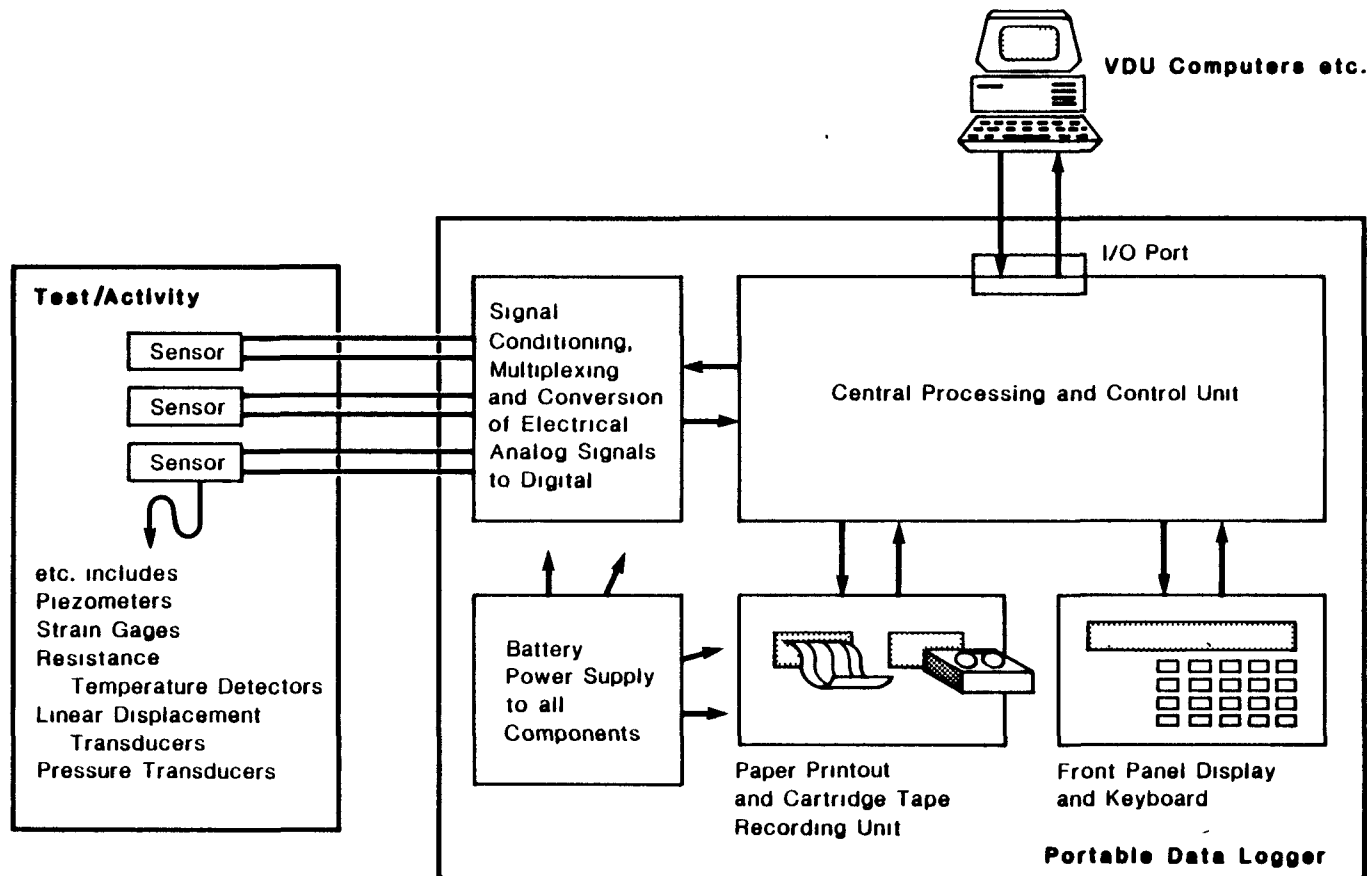 VDU Computers etc.
I/O Port
Test/Activity
Sensor
Sensor
Sensor
etc. includes
Piezometers
Strain Gages
Resistance
Temperature Detectors
Linear Displacement
Transducers
Pressure Transducers
Signal
Conditioning,
Multiplexing
and Conversion
of Electrical
Analog Signals
to Digital
Central Processing and Control Unit
Battery
Power Supply
to all
Components
Paper Printout
and Cartridge Tape
Recording Unit
Front Panel Display
and Keyboard
Portable Data Logger